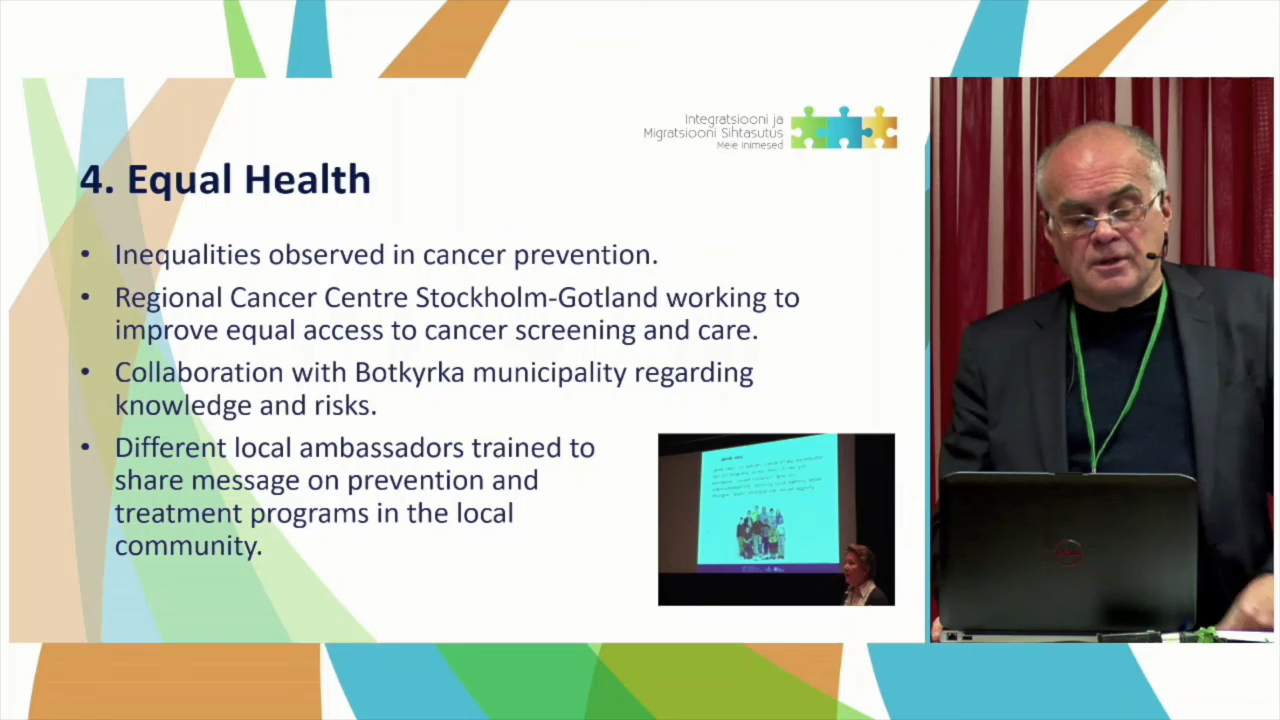 Integratsiooni ja
Migratsiooni Sihtasutus
Meie Inimesed
4. Equal Health
• Inequalities observed in cancer prevention.
• Regional Cancer Centre Stockholm-Gotland working to
improve equal access to cancer screening and care.
• Collaboration with Botkyrka municipality regarding
knowledge and risks.
• Different local ambassadors trained to
share message on prevention and
treatment programs in the local
community.